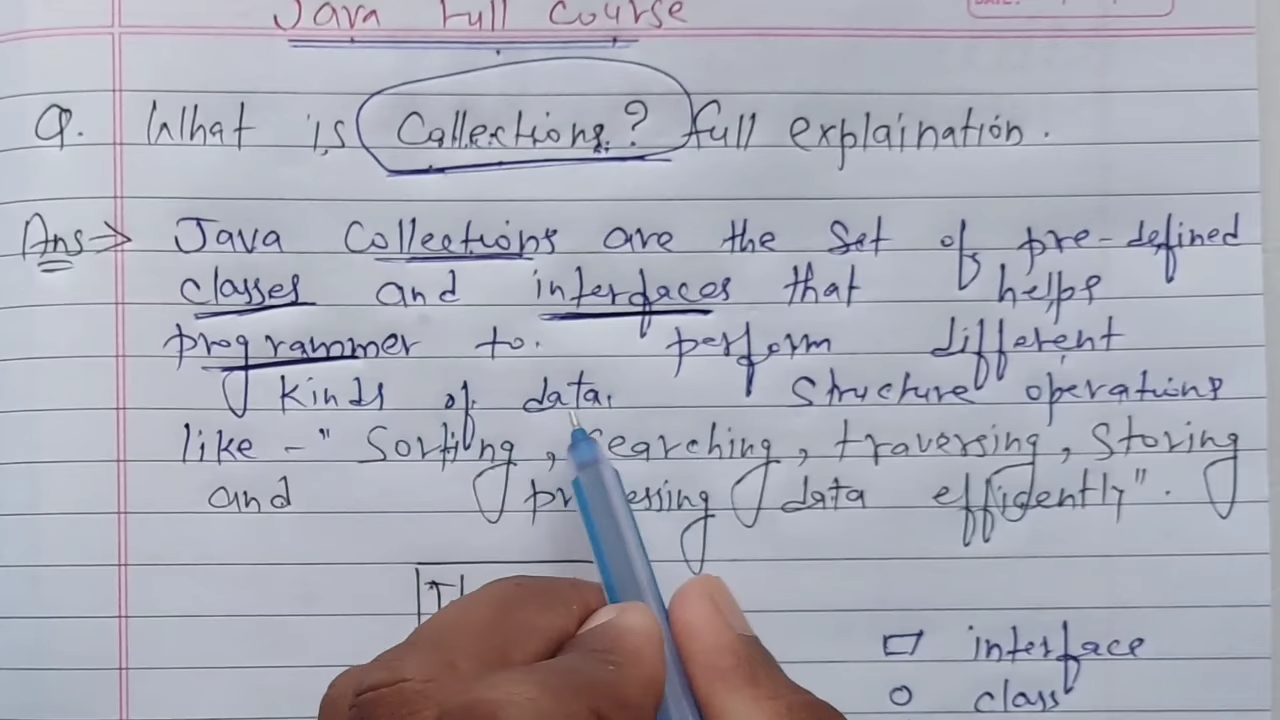 Java Full Course
Q. What is Collections? full explaination.
Ans⇒ Java Collections are the set of pre-defined
classes and interfaces that helps
programmer to perform different
kinds of data structure operations
like - "Sorting, searching, traversing, storing
and processing data efficently".
interface
class